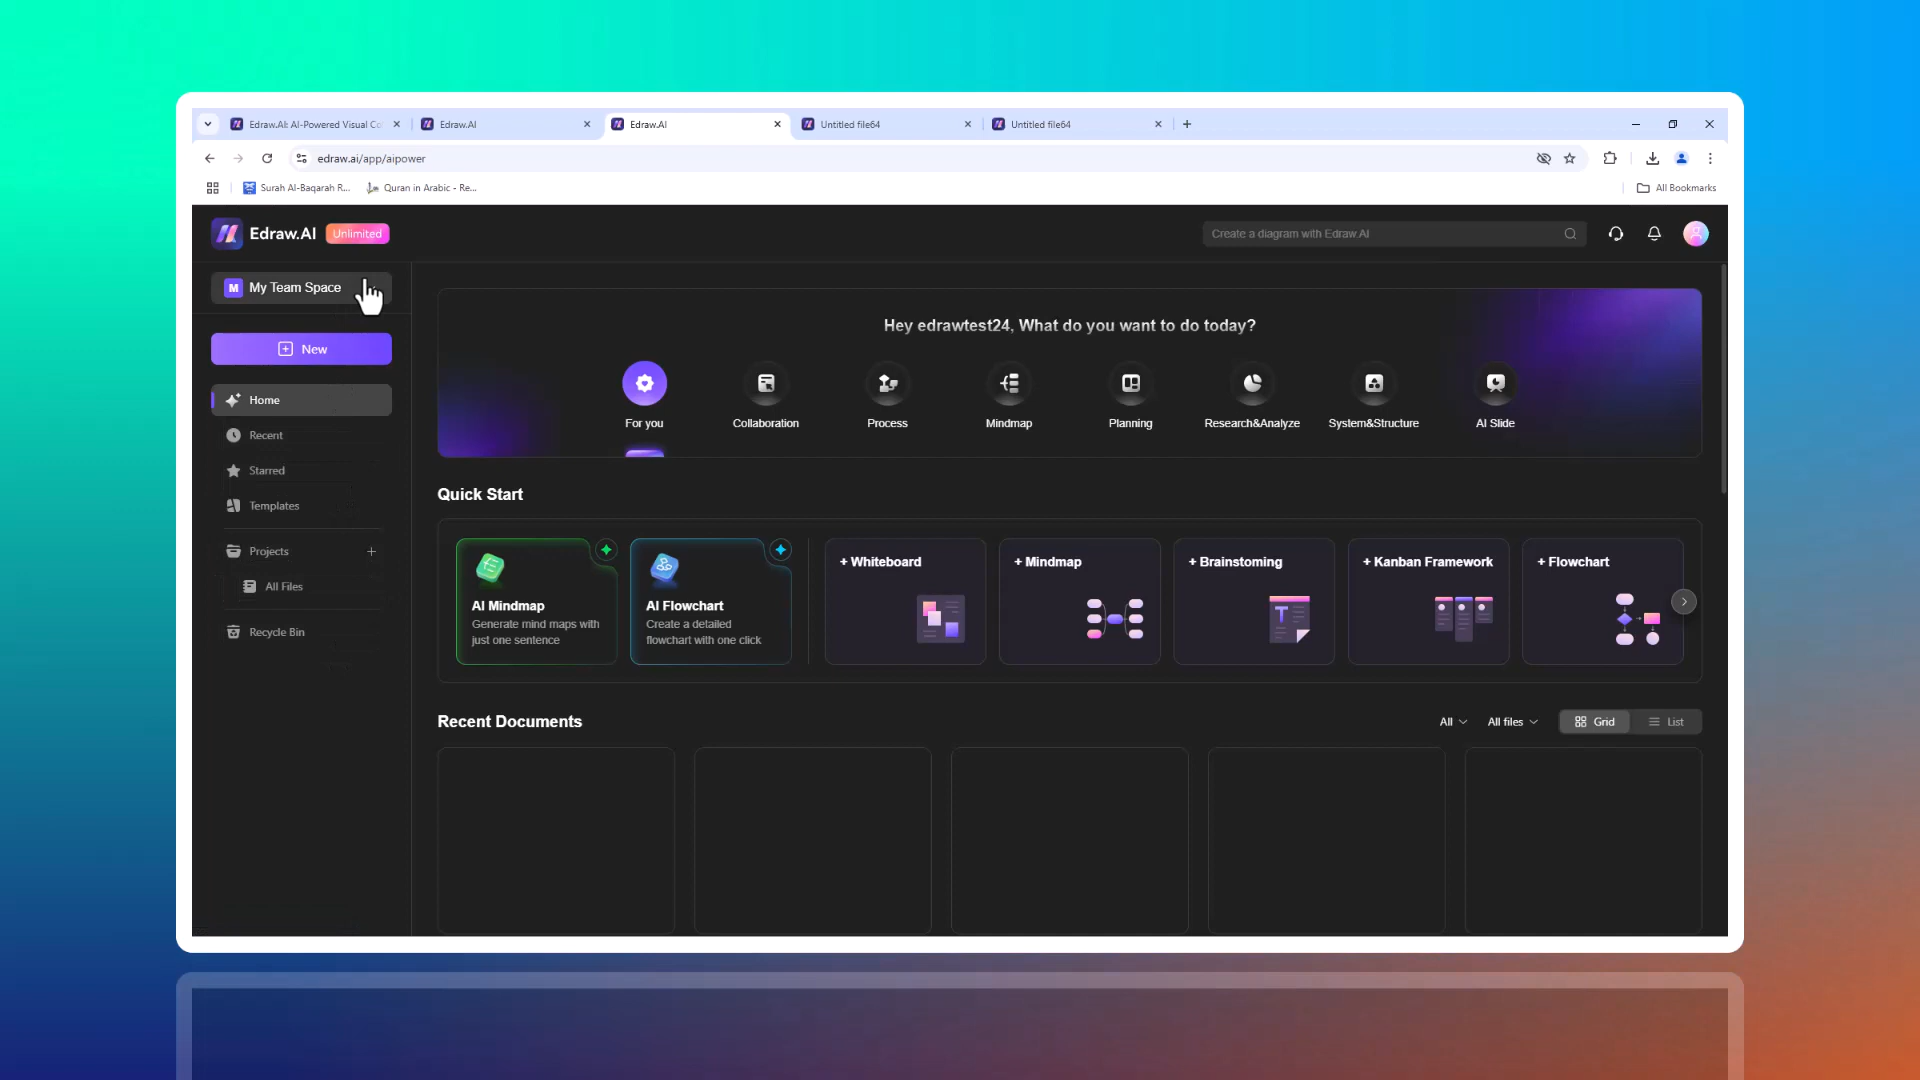 Edraw.AI: AI-Powered Visual Co
Edraw.AI
Edraw.AI
Untitled file64
Untitled file64
edraw.ai/app/aipower
Surah Al-Baqarah R...
Quran in Arabic - Re...
All Bookmarks
Edraw.AI Unlimited
Create a diagram with Edraw AI
M My Team Space
New
Home
Recent
Starred
Templates
Projects
All Files
Recycle Bin
Hey edrawtest24, What do you want to do today?
For you
Collaboration
Process
Mindmap
Planning
Research&Analyze
System&Structure
AI Slide
Quick Start
AI Mindmap
Generate mind maps with
just one sentence
AI Flowchart
Create a detailed
flowchart with one click
+ Whiteboard
+ Mindmap
+ Brainstoming
T
+ Kanban Framework
+ Flowchart
Recent Documents
All
All files
Grid
List